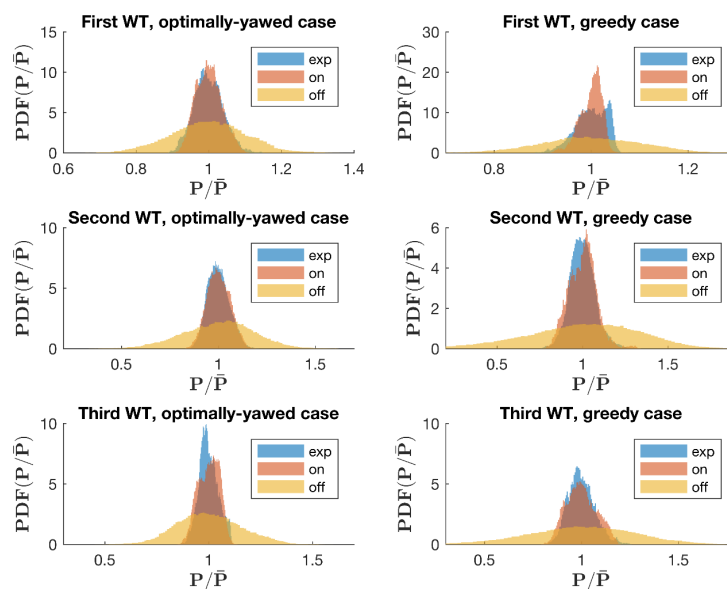 First WT, optimally-yawed case
PDF(P/P̄)
15
10
5
0
exp
on
off
0.6
0.8
1
1.2
1.4
P/P̄
First WT, greedy case
PDF(P/P̄)
30
20
10
0
exp
on
off
0.8
1
1.2
P/P̄
Second WT, optimally-yawed case
PDF(P/P̄)
10
5
0
exp
on
off
0.5
1
1.5
P/P̄
Second WT, greedy case
PDF(P/P̄)
6
4
2
0
exp
on
off
0.5
1
1.5
P/P̄
Third WT, optimally-yawed case
PDF(P/P̄)
10
5
0
exp
on
off
0.5
1
1.5
P/P̄
Third WT, greedy case
PDF(P/P̄)
10
5
0
exp
on
off
0.5
1
1.5
P/P̄